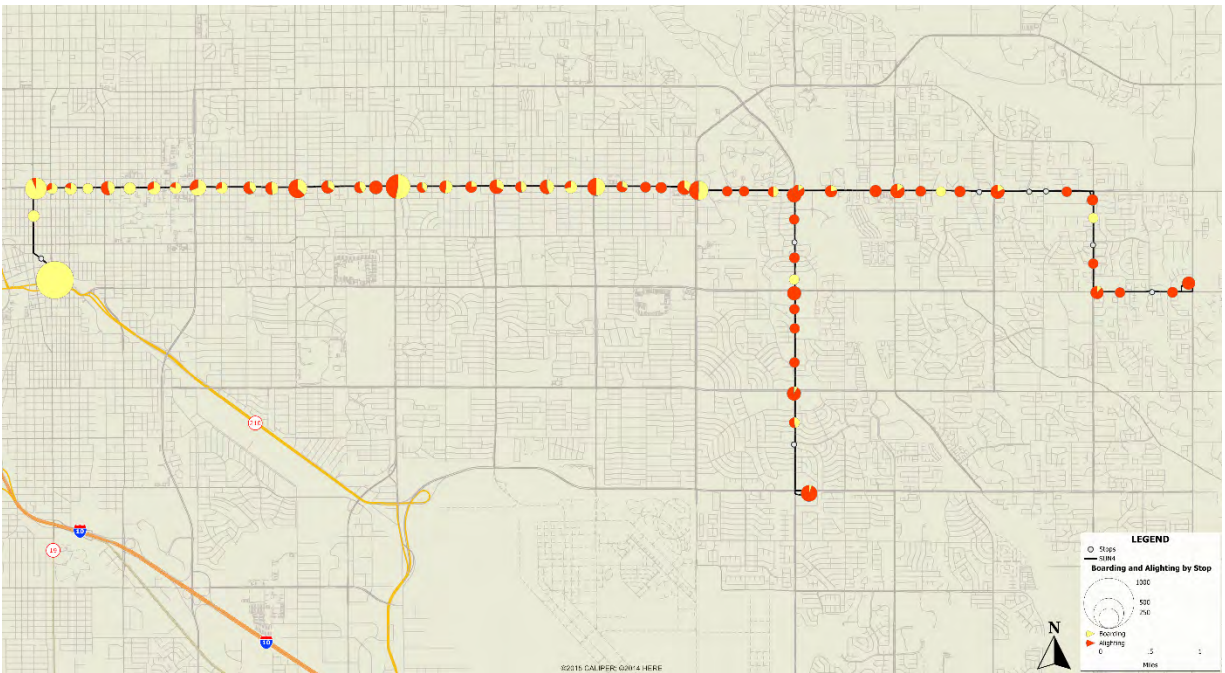 210
10
19
10
©2015 CALIPER; ©2014 HERE
N
LEGEND
Stops
SUN4
Boarding and Alighting by Stop
1000
500
250
Boarding
Alighting
0 .5 1
Miles